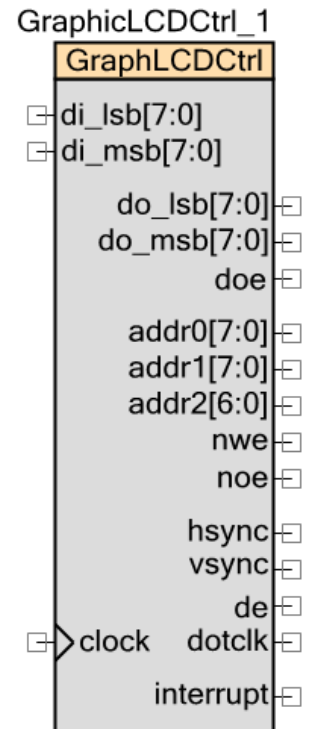 GraphicLCDCtrl_1
GraphLCDCtrl
di_lsb[7:0]
di_msb[7:0]
do_lsb[7:0]
do_msb[7:0]
doe
addr0[7:0]
addr1[7:0]
addr2[6:0]
nwe
noe
hsync
vsync
de
clock dotclk
interrupt